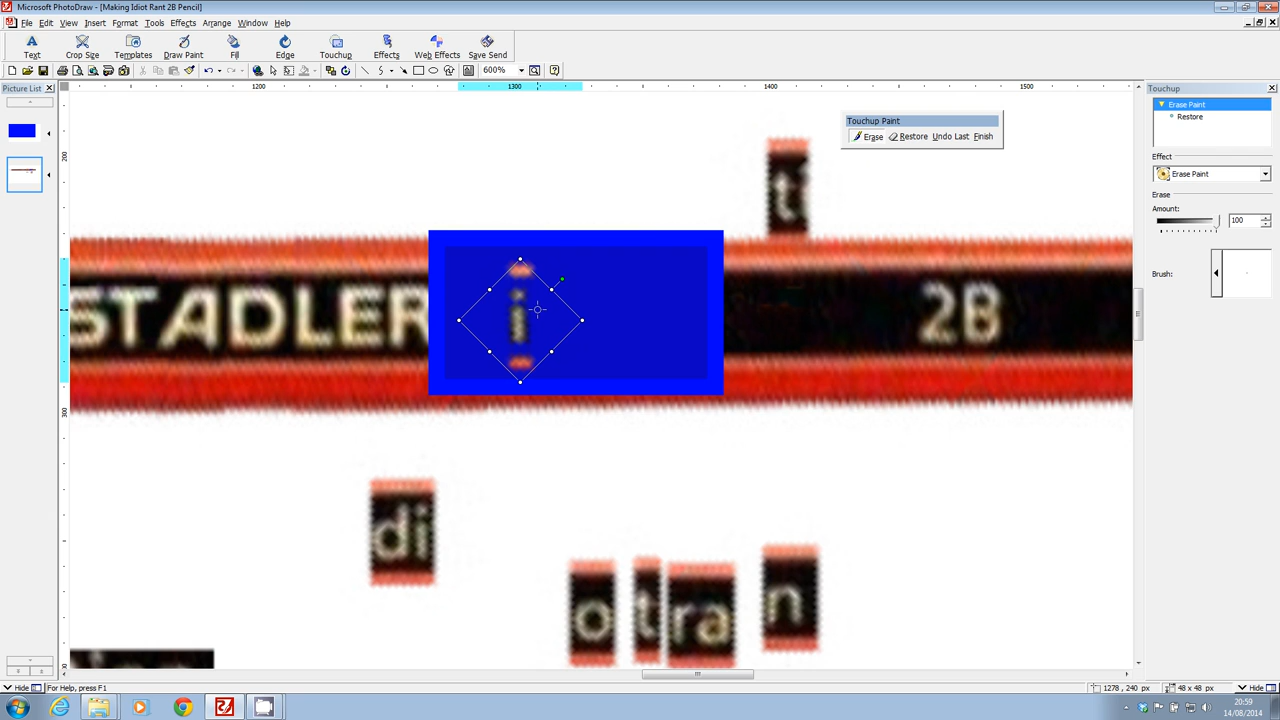 Microsoft PhotoDraw - [Making Idiot Rant 2B Pencil]
File Edit View Insert Format Tools Effects Arrange Window Help
Text Crop Size Templates Draw Paint Fill Edge Touchup Effects Web Effects Save Send
600%
Picture List
1200 1300 1400 1500
Touchup
Touchup Paint
Erase Restore Undo Last Finish
Erase Paint
Restore
Effect
Erase Paint
Erase
Amount:
100
Brush:
200
300
t
STADLER
i
2B
di
o t ra n
Hide
For Help, press F1
1278 , 240 px
48 x 48 px
Hide
20:59
14/08/2014